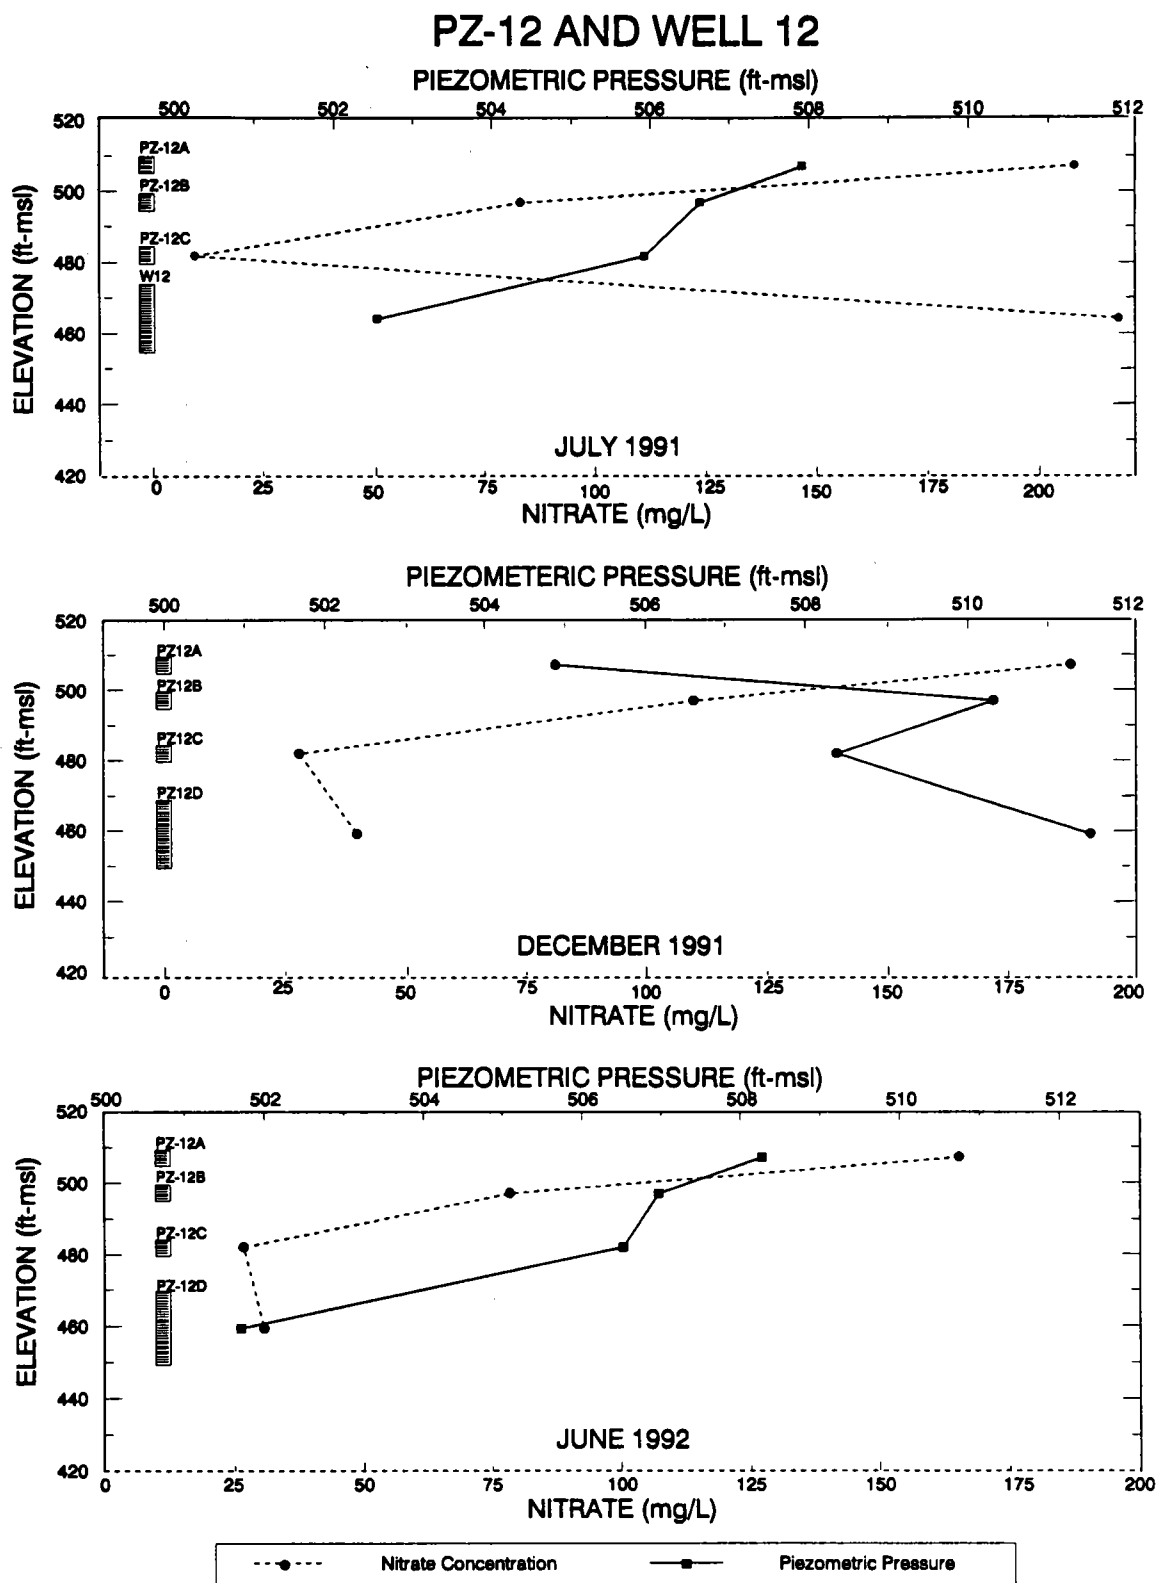 PZ-12 AND WELL 12
PIEZOMETRIC PRESSURE (ft-msl)
500 502 504 506 508 510 512
520
PZ-12A
500
PZ-12B
PZ-12C
480
W12
460
440
420
ELEVATION (ft-msl)
JULY 1991
0 25 50 75 100 125 150 175 200
NITRATE (mg/L)
PIEZOMETERIC PRESSURE (ft-msl)
500 502 504 506 508 510 512
520
PZ12A
500
PZ12B
PZ12C
480
PZ12D
460
440
420
ELEVATION (ft-msl)
DECEMBER 1991
0 25 50 75 100 125 150 175 200
NITRATE (mg/L)
PIEZOMETRIC PRESSURE (ft-msl)
500 502 504 506 508 510 512
520
PZ-12A
500
PZ-12B
PZ-12C
480
PZ-12D
460
440
420
ELEVATION (ft-msl)
JUNE 1992
0 25 50 75 100 125 150 175 200
NITRATE (mg/L)
Nitrate Concentration Piezometric Pressure